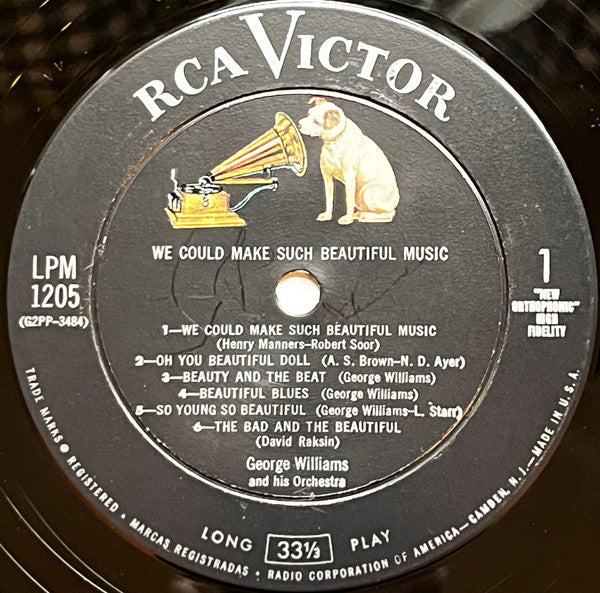 RCA VICTOR
WE COULD MAKE SUCH BEAUTIFUL MUSIC
LPM
1205
(G2PP-3484)
1
"NEW
ORTHOPHONIC"
HIGH
FIDELITY
1—WE COULD MAKE SUCH BEAUTIFUL MUSIC
(Henry Manners-Robert Soor)
2—OH YOU BEAUTIFUL DOLL (A. S. Brown-N. D. Ayer)
3—BEAUTY AND THE BEAT (George Williams)
4—BEAUTIFUL BLUES (George Williams)
5—SO YOUNG SO BEAUTIFUL (George Williams-L. Starr)
6—THE BAD AND THE BEAUTIFUL
(David Raksin)
George Williams
and his Orchestra
LONG 33⅓ PLAY
TRADE MARKS ● REGISTERED • MARCAS REGISTRADAS • RADIO CORPORATION OF AMERICA—CAMDEN, N.J.—MADE IN U.S.A.